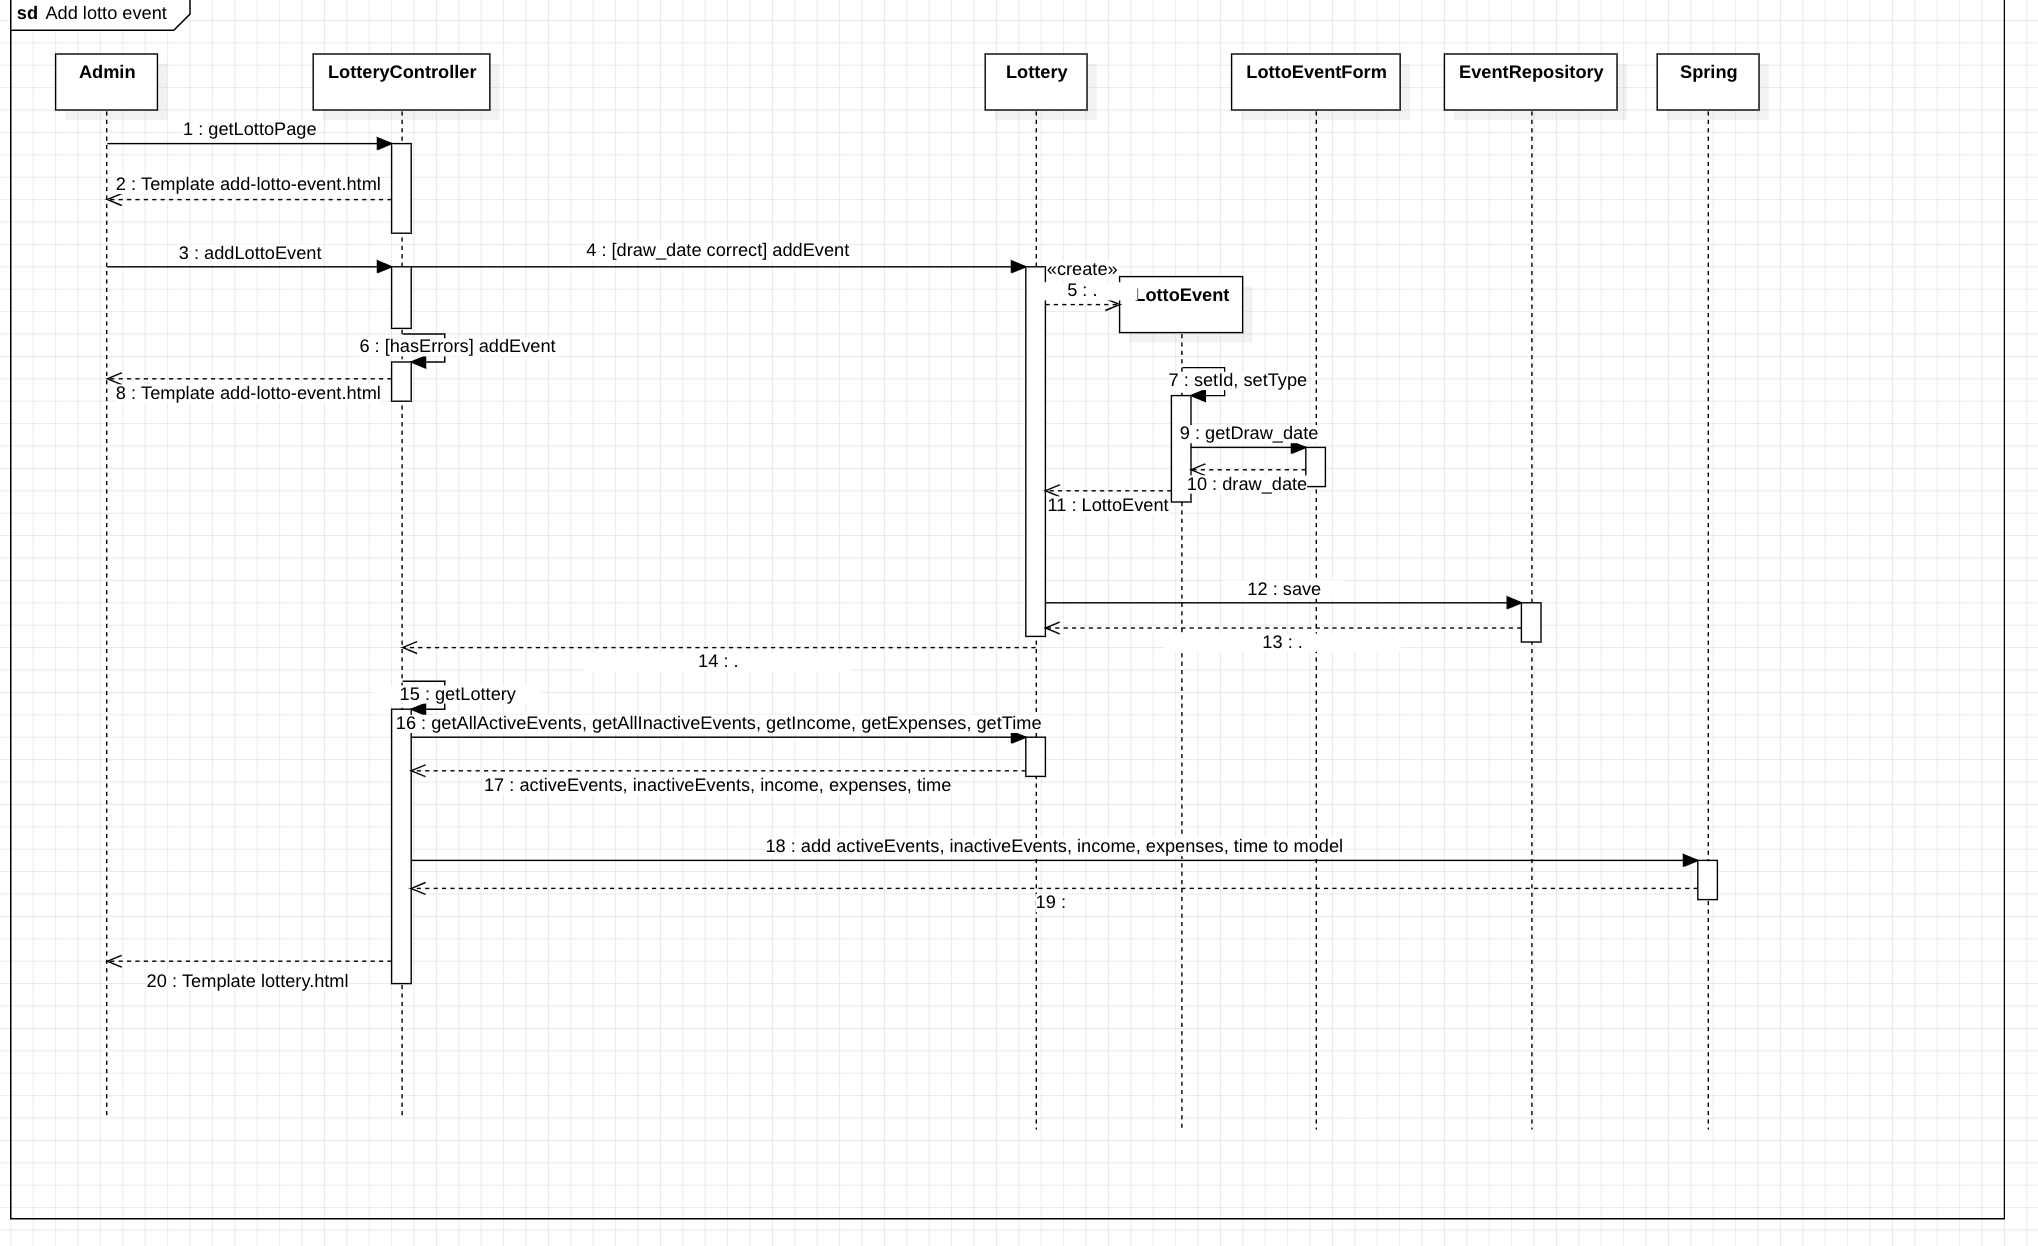 sd Add lotto event
Admin
LotteryController
Lottery
LottoEventForm
EventRepository
Spring
1 : getLottoPage
2 : Template add-lotto-event.html
3 : addLottoEvent
4 : [draw_date correct] addEvent
«create»
5 : .
LottoEvent
6 : [hasErrors] addEvent
7 : setId, setType
8 : Template add-lotto-event.html
9 : getDraw_date
10 : draw_date
11 : LottoEvent
12 : save
13 : .
14 : .
15 : getLottery
16 : getAllActiveEvents, getAllInactiveEvents, getIncome, getExpenses, getTime
17 : activeEvents, inactiveEvents, income, expenses, time
18 : add activeEvents, inactiveEvents, income, expenses, time to model
19 :
20 : Template lottery.html